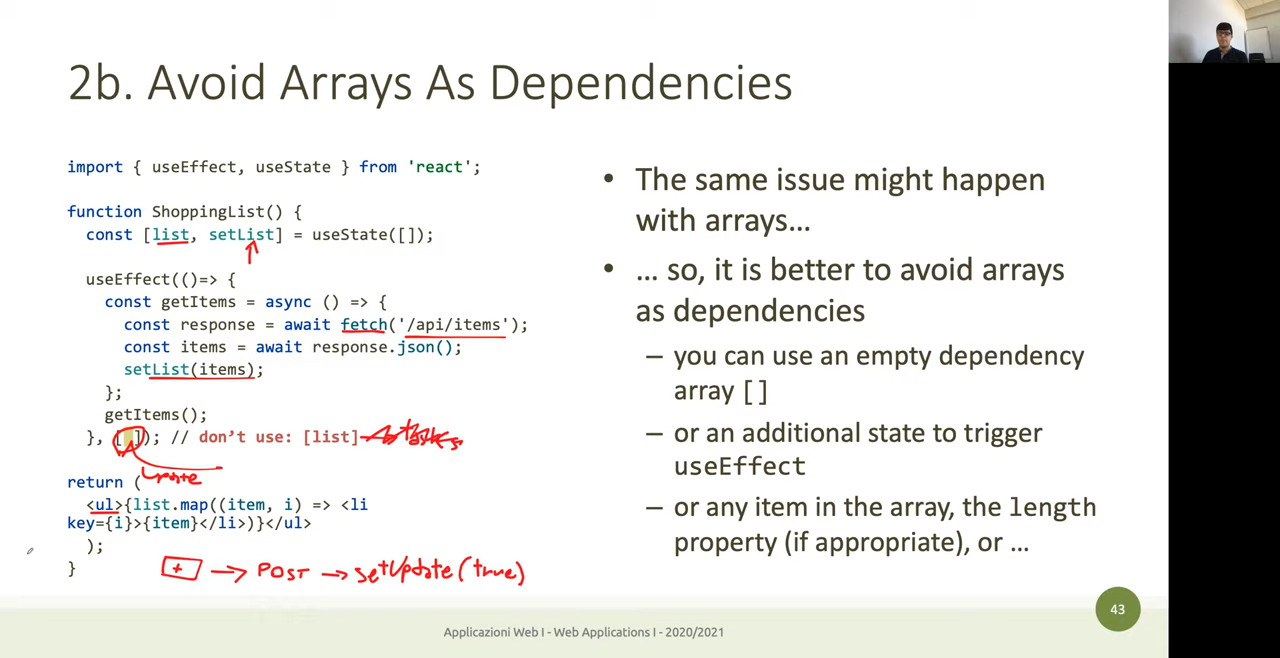 2b. Avoid Arrays As Dependencies
import { useEffect, useState } from 'react';
function ShoppingList() {
const [list, setList] = useState([]);
useEffect(()=> {
const getItems = async () => {
const response = await fetch('/api/items');
const items = await response.json();
setList(items);
};
getItems();
}, [ ]); // don't use: [list]
update
return (
<ul>{list.map((item, i) => <li
key={i}>{item}</li>)}</ul>
);
}
+ → POST → setUpdate(true)
• The same issue might happen
with arrays…
• … so, it is better to avoid arrays
as dependencies
– you can use an empty dependency
array []
– or an additional state to trigger
useEffect
– or any item in the array, the length
property (if appropriate), or …
43
Applicazioni Web I - Web Applications I - 2020/2021